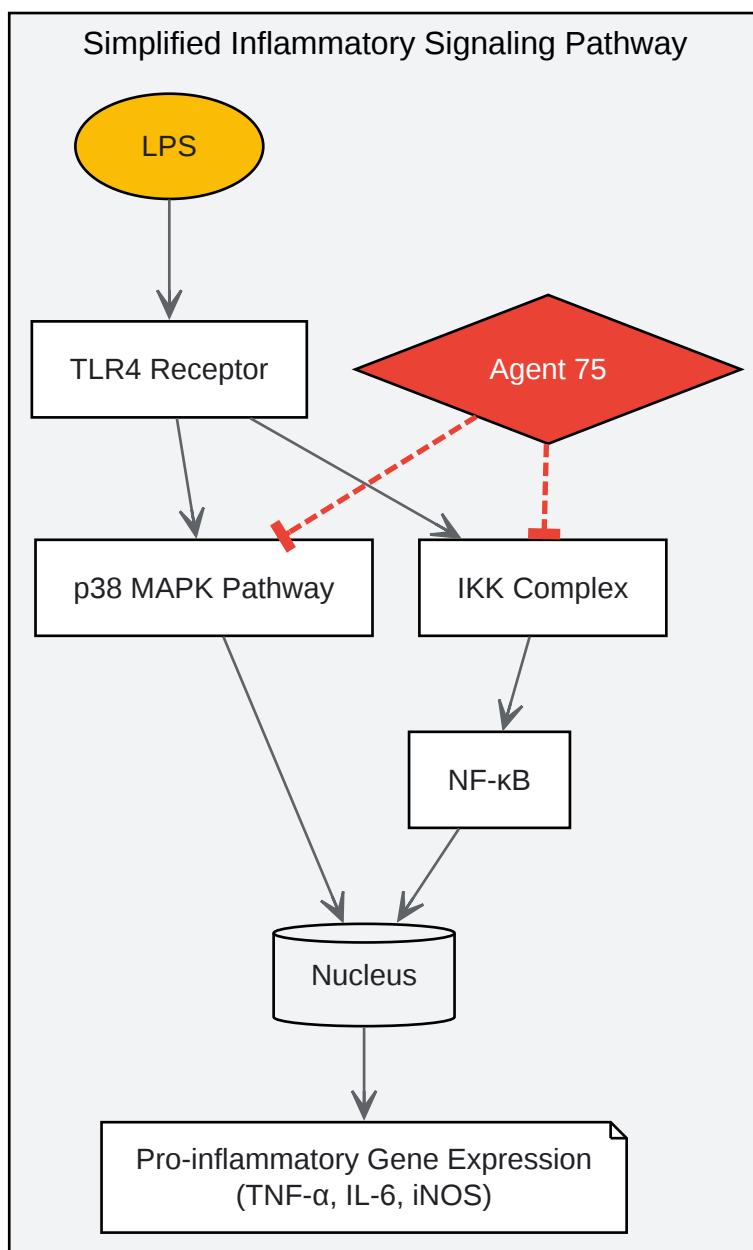 Simplified Inflammatory Signaling Pathway
LPS
TLR4 Receptor
Agent 75
p38 MAPK Pathway
IKK Complex
NF-κB
Nucleus
Pro-inflammatory Gene Expression
(TNF-α, IL-6, iNOS)